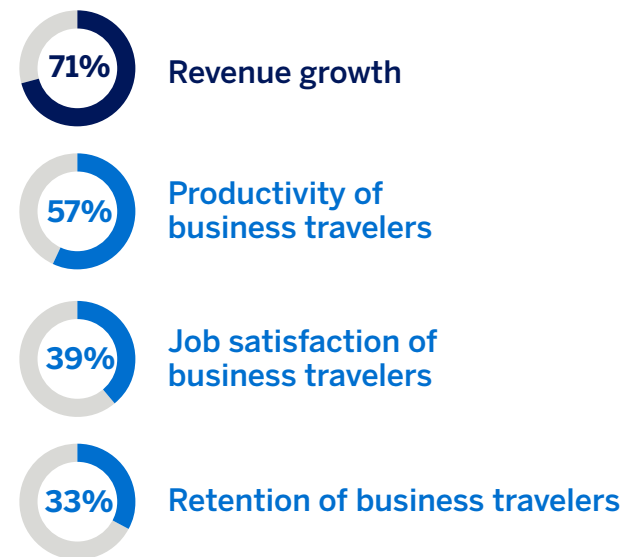 71%
Revenue growth
57%
Productivity of
business travelers
39%
Job satisfaction of
business travelers
33%
Retention of business travelers